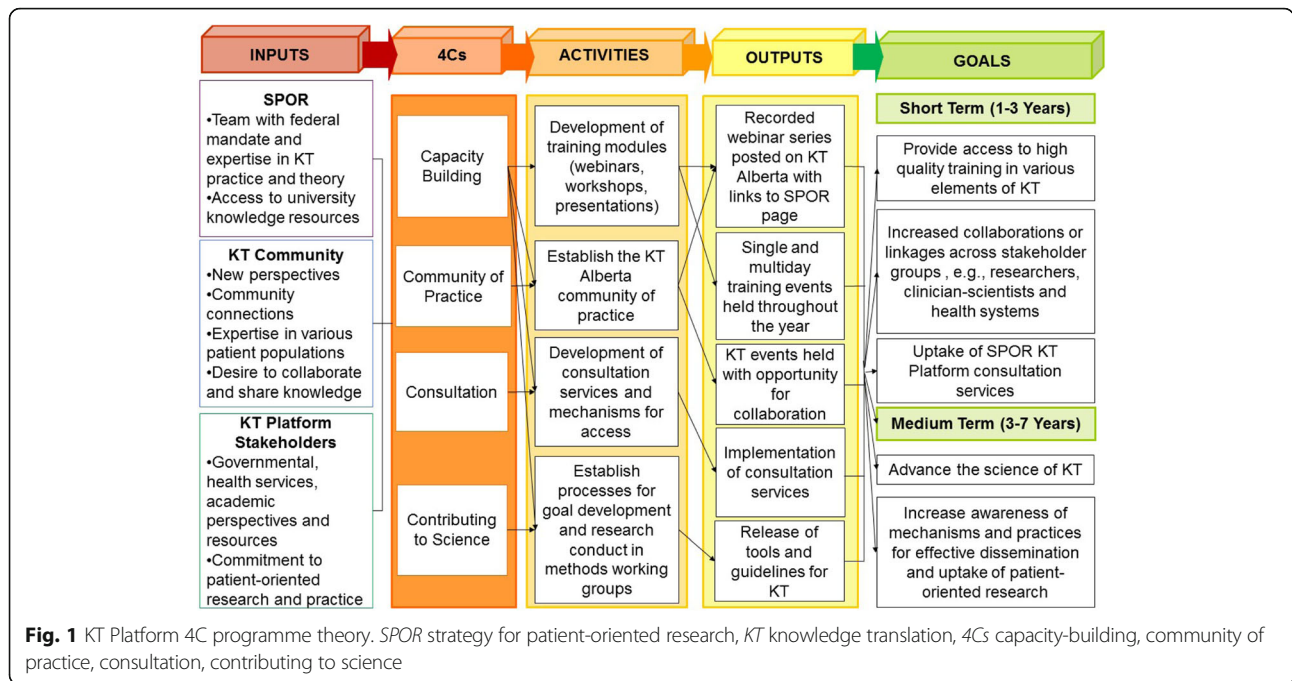 INPUTS
4Cs
ACTIVITIES
OUTPUTS
GOALS
SPOR
•Team with federal
mandate and
expertise in KT
practice and theory
•Access to university
knowledge resources
KT Community
•New perspectives
•Community
connections
•Expertise in various
patient populations
•Desire to collaborate
and share knowledge
KT Platform
Stakeholders
•Governmental,
health services,
academic
perspectives and
resources
•Commitment to
patient-oriented
research and practice
Capacity
Building
Community of
Practice
Consultation
Contributing
to Science
Development of
training modules
(webinars,
workshops,
presentations)
Establish the KT
Alberta
community of
practice
Development of
consultation
services and
mechanisms for
access
Establish
processes for
goal development
and research
conduct in
methods working
groups
Recorded
webinar series
posted on KT
Alberta with
links to SPOR
page
Single and
multiday
training events
held throughout
the year
KT events held
with opportunity
for
collaboration
Implementation
of consultation
services
Release of
tools and
guidelines for
KT
Short Term (1-3 Years)
Provide access to high
quality training in various
elements of KT
Increased collaborations or
linkages across stakeholder
groups , e.g., researchers,
clinician-scientists and
health systems
Uptake of SPOR KT
Platform consultation
services
Medium Term (3-7 Years)
Advance the science of KT
Increase awareness of
mechanisms and practices
for effective dissemination
and uptake of patient-
oriented research
Fig. 1 KT Platform 4C programme theory. SPOR strategy for patient-oriented research, KT knowledge translation, 4Cs capacity-building, community of
practice, consultation, contributing to science